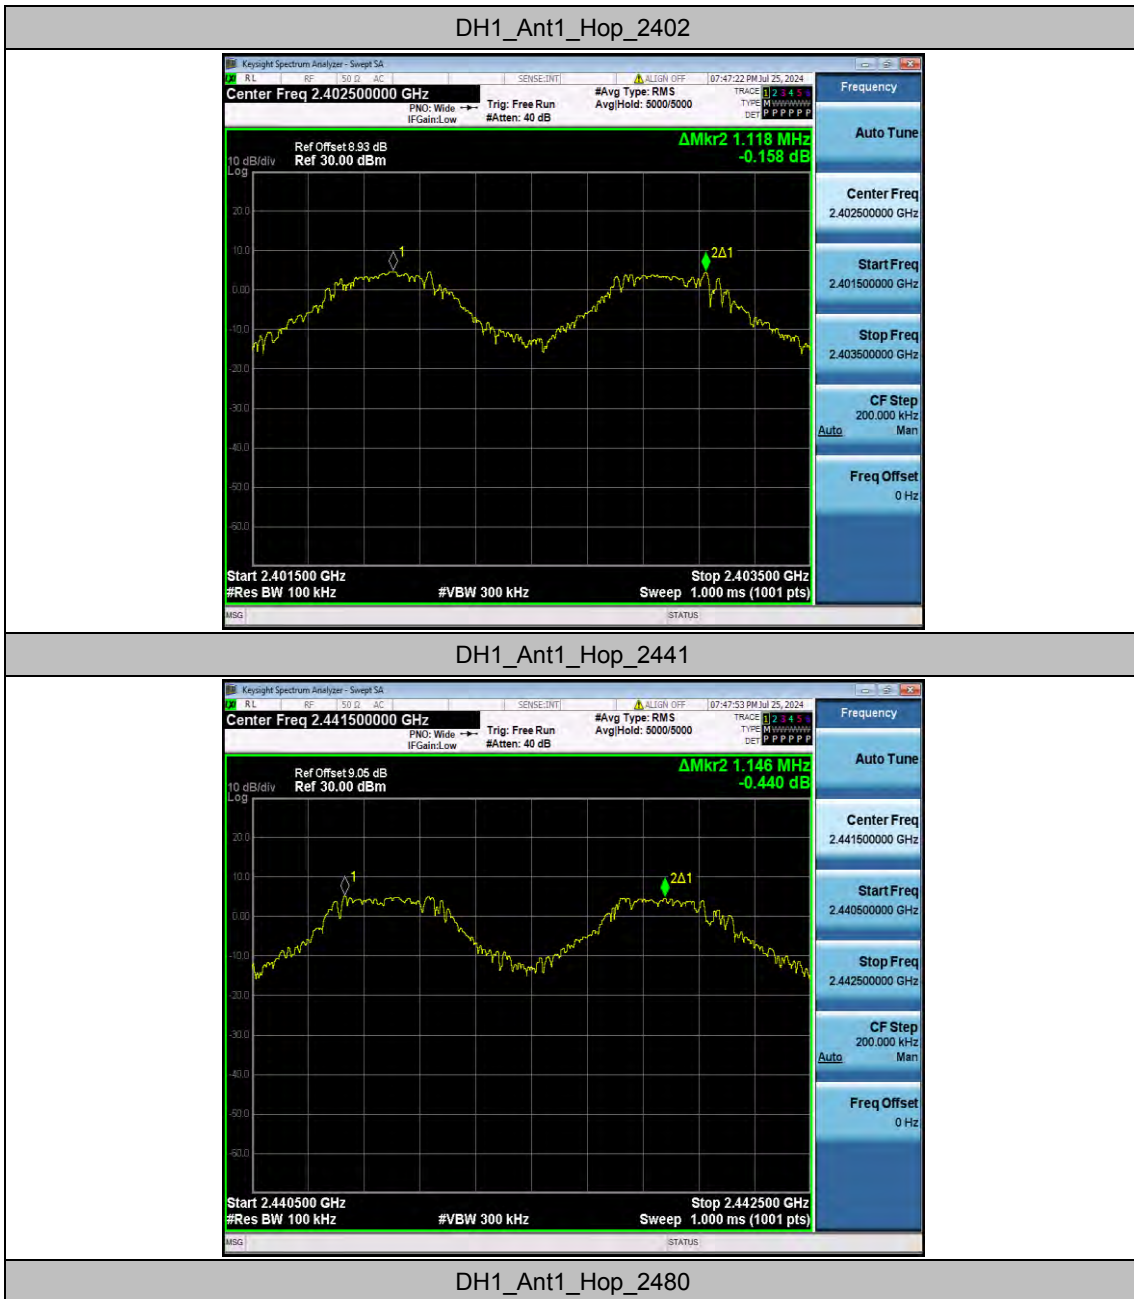 DH1_Ant1_Hop_2402
Keysight Spectrum Analyzer - Swept SA
RL RF 50 Ω AC SENSE:INT ALIGN OFF 07:47:22 PM Jul 25, 2024
Center Freq 2.402500000 GHz #Avg Type: RMS TRACE 1 2 3 4 5 6
PNO: Wide Trig: Free Run Avg|Hold: 5000/5000 TYPE M WWWWW
IFGain:Low #Atten: 40 dB DET P P P P P P
Frequency
Auto Tune
Center Freq
2.402500000 GHz
Start Freq
2.401500000 GHz
Stop Freq
2.403500000 GHz
CF Step
200.000 kHz
Auto Man
Freq Offset
0 Hz
ΔMkr2 1.118 MHz
-0.158 dB
Ref Offset 8.93 dB
10 dB/div Ref 30.00 dBm
Log
20.0
10.0
0.00
-10.0
-20.0
-30.0
-40.0
-50.0
-60.0
1
2Δ1
Start 2.401500 GHz Stop 2.403500 GHz
#Res BW 100 kHz #VBW 300 kHz Sweep 1.000 ms (1001 pts)
MSG STATUS
DH1_Ant1_Hop_2441
Keysight Spectrum Analyzer - Swept SA
RL RF 50 Ω AC SENSE:INT ALIGN OFF 07:47:53 PM Jul 25, 2024
Center Freq 2.441500000 GHz #Avg Type: RMS TRACE 1 2 3 4 5 6
PNO: Wide Trig: Free Run Avg|Hold: 5000/5000 TYPE M WWWWW
IFGain:Low #Atten: 40 dB DET P P P P P P
Frequency
Auto Tune
Center Freq
2.441500000 GHz
Start Freq
2.440500000 GHz
Stop Freq
2.442500000 GHz
CF Step
200.000 kHz
Auto Man
Freq Offset
0 Hz
ΔMkr2 1.146 MHz
-0.440 dB
Ref Offset 9.05 dB
10 dB/div Ref 30.00 dBm
Log
20.0
10.0
0.00
-10.0
-20.0
-30.0
-40.0
-50.0
-60.0
1
2Δ1
Start 2.440500 GHz Stop 2.442500 GHz
#Res BW 100 kHz #VBW 300 kHz Sweep 1.000 ms (1001 pts)
MSG STATUS
DH1_Ant1_Hop_2480